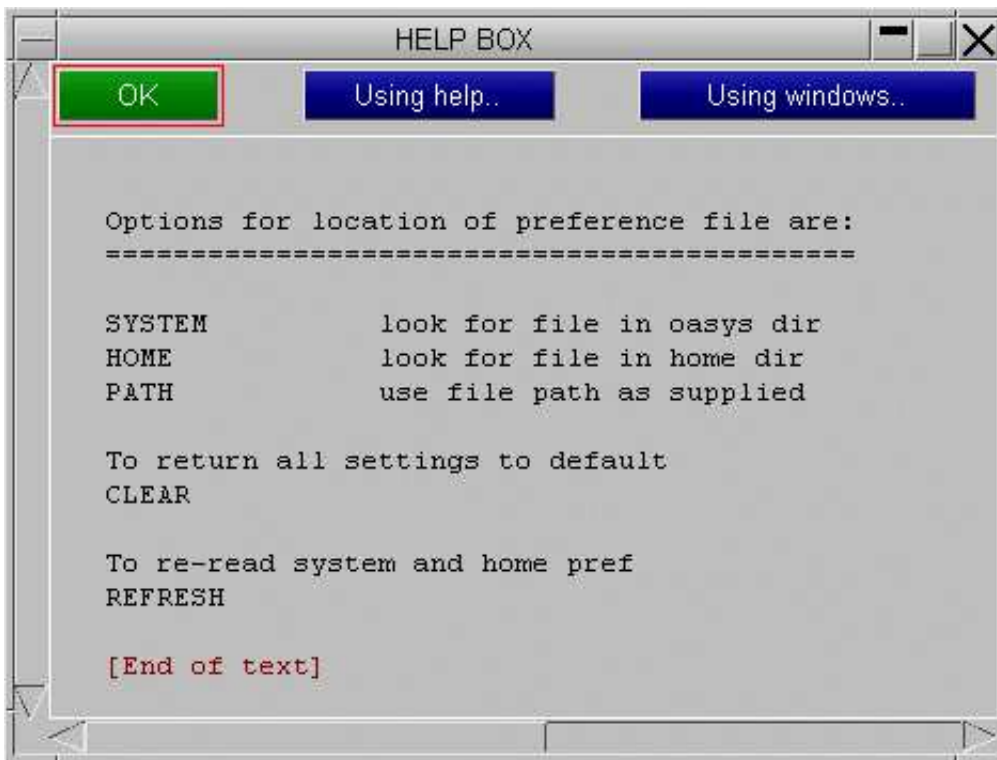 HELP BOX
OK Using help.. Using windows..
Options for location of preference file are:
============================================
SYSTEM look for file in oasys dir
HOME look for file in home dir
PATH use file path as supplied
To return all settings to default
CLEAR
To re-read system and home pref
REFRESH
[End of text]